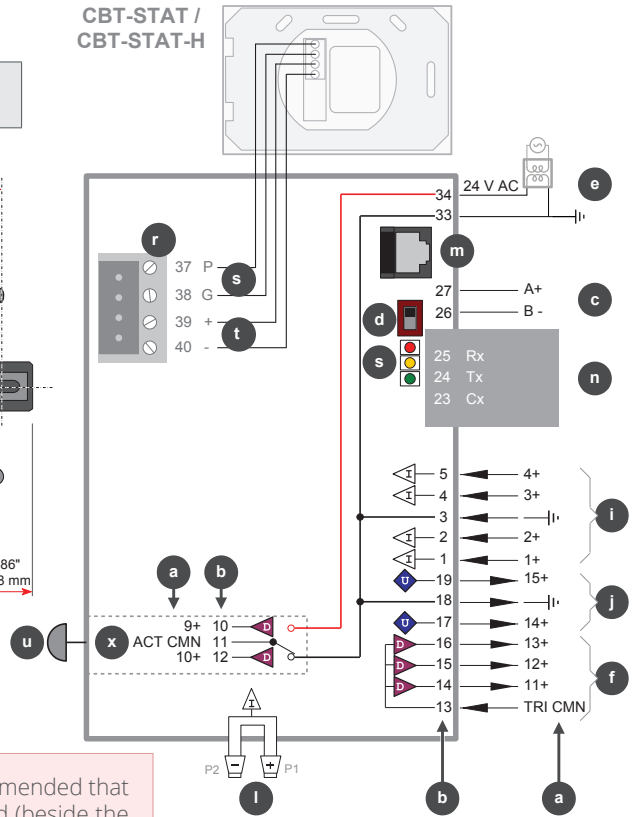 CBT-STAT /
CBT-STAT-H
34 24 V AC e
33
r
37 P
38 G
39 +
40 -
s
t
m
27 A+
26 B -
c
d
s
25 Rx
24 Tx
23 Cx
n
I 5 4+
I 4 3+
3
I 2 2+
I 1 1+
i
U 19 15+
18
U 17 14+
j
D 16 13+
D 15 12+
D 14 11+
13 TRI CMN
f
86"
3 mm
a b
9+ 10 D
u x ACT CMN 11
10+ 12 D
I
P2 - + P1
l
b a
mended that
d (beside the